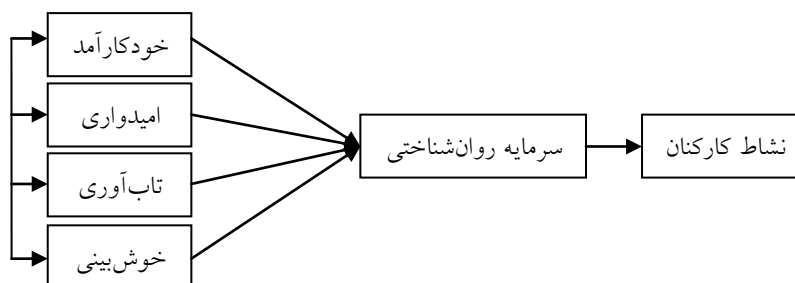 خودکارآمد
امیدواری
تاب‌آوری
خوش‌بینی
سرمایه روان‌شناختی
نشاط کارکنان